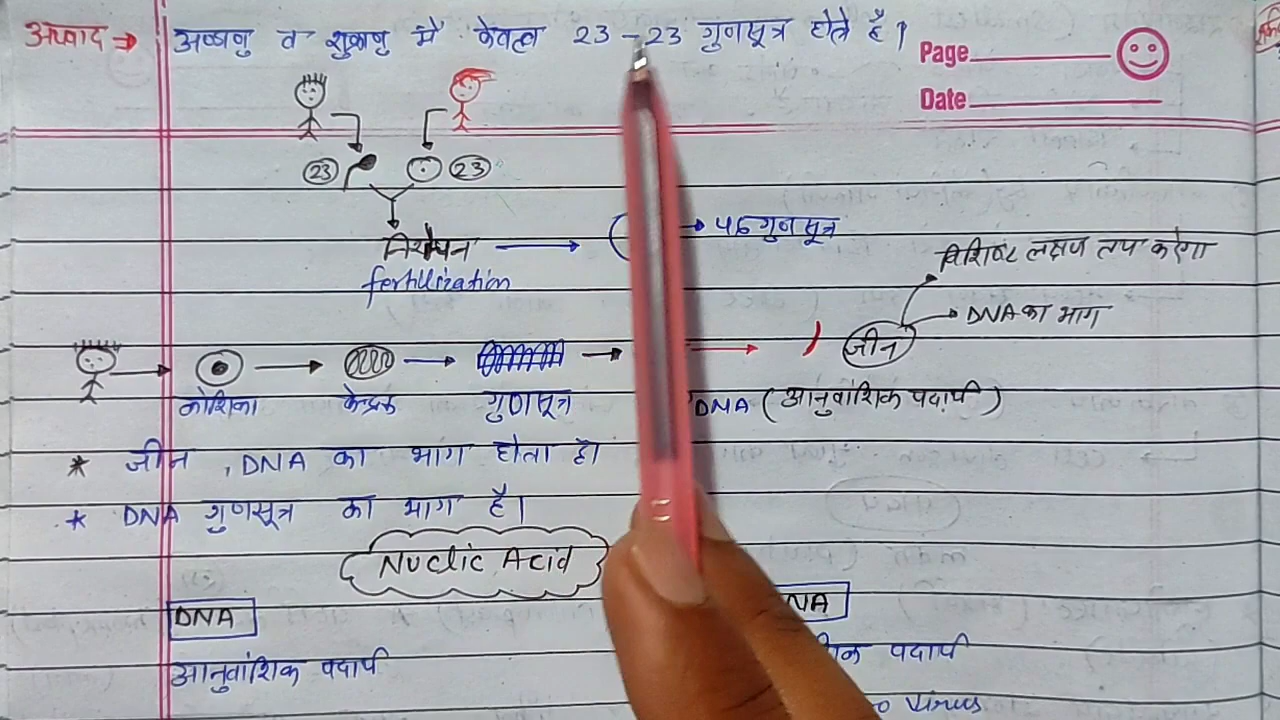 अपवाद → अण्डाणु व शुक्राणु में केवल 23 - 23 गुणसूत्र होते है।
Page
Date
23 23
निषेचन → → 46 गुणसूत्र
fertilization
विशिष्ट लक्षण तय करेगा
DNA का भाग
जीन
कोशिका केन्द्रक गुणसूत्र DNA (आनुवांशिक पदार्थ)
* जीन , DNA का भाग होता है।
* DNA गुणसूत्र का भाग है।
Nuclic Acid
DNA NA
आनुवांशिक पदार्थ शिक पदार्थ
Virus